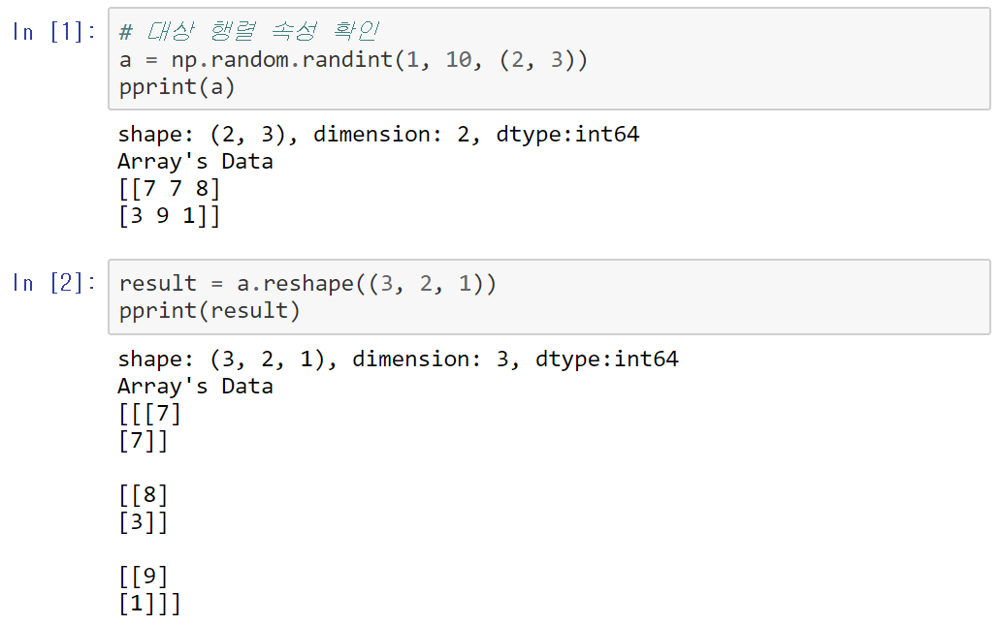 In [1]:
# 대상 행렬 속성 확인
a = np.random.randint(1, 10, (2, 3))
pprint(a)
shape: (2, 3), dimension: 2, dtype:int64
Array's Data
[[7 7 8]
[3 9 1]]
In [2]:
result = a.reshape((3, 2, 1))
pprint(result)
shape: (3, 2, 1), dimension: 3, dtype:int64
Array's Data
[[[7]
[7]]
[[8]
[3]]
[[9]
[1]]]